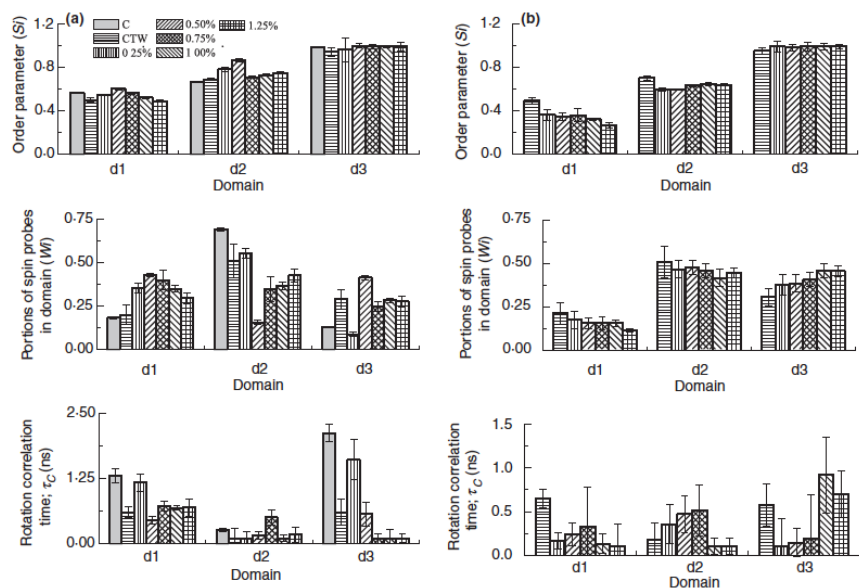 (a)
C
CTW
0 25%
0·50%
0·75%
1 00%
1·25%
Order parameter (Si)
1·2
0·8
0·4
0·0
d1 d2 d3
Domain
(b)
Order parameter (Si)
1·2
0·8
0·4
0·0
d1 d2 d3
Domain
Portions of spin probes
in domain (Wi)
0·75
0·50
0·25
0·00
d1 d2 d3
Domain
Portions of spin probes
in domain (Wi)
0·75
0·50
0·25
0·00
d1 d2 d3
Domain
Rotation correlation
time; τC (ns)
2·50
1·25
0·00
d1 d2 d3
Domain
Rotation correlation
time; τC (ns)
1.5
1.0
0.5
0.0
d1 d2 d3
Domain